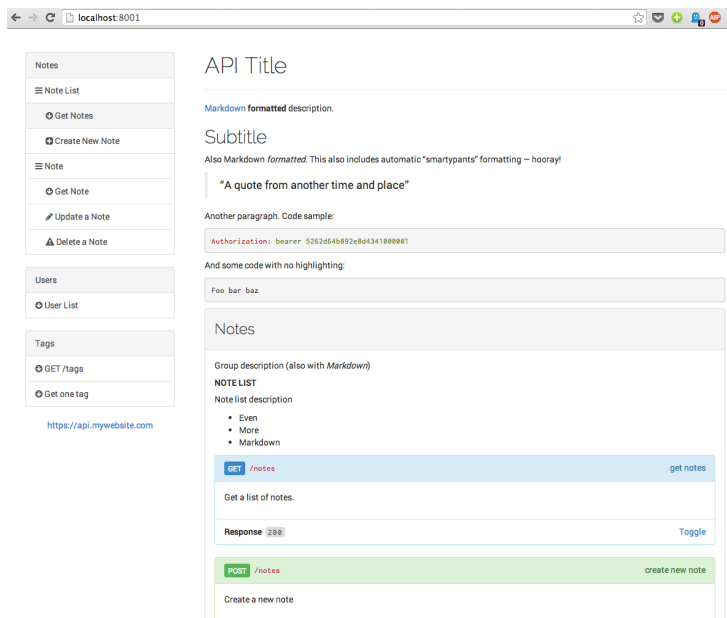 localhost:8001
0
ABP
Notes
Note List
Get Notes
Create New Note
Note
Get Note
Update a Note
Delete a Note
Users
User List
Tags
GET /tags
Get one tag
https://api.mywebsite.com
API Title
Markdown formatted description.
Subtitle
Also Markdown formatted. This also includes automatic “smartypants” formatting — hooray!
“A quote from another time and place”
Another paragraph. Code sample:
Authorization: bearer 5262d64b892e8d4341000001
And some code with no highlighting:
Foo bar baz
Notes
Group description (also with Markdown)
NOTE LIST
Note list description
• Even
• More
• Markdown
GET /notes get notes
Get a list of notes.
Response 200 Toggle
POST /notes create new note
Create a new note